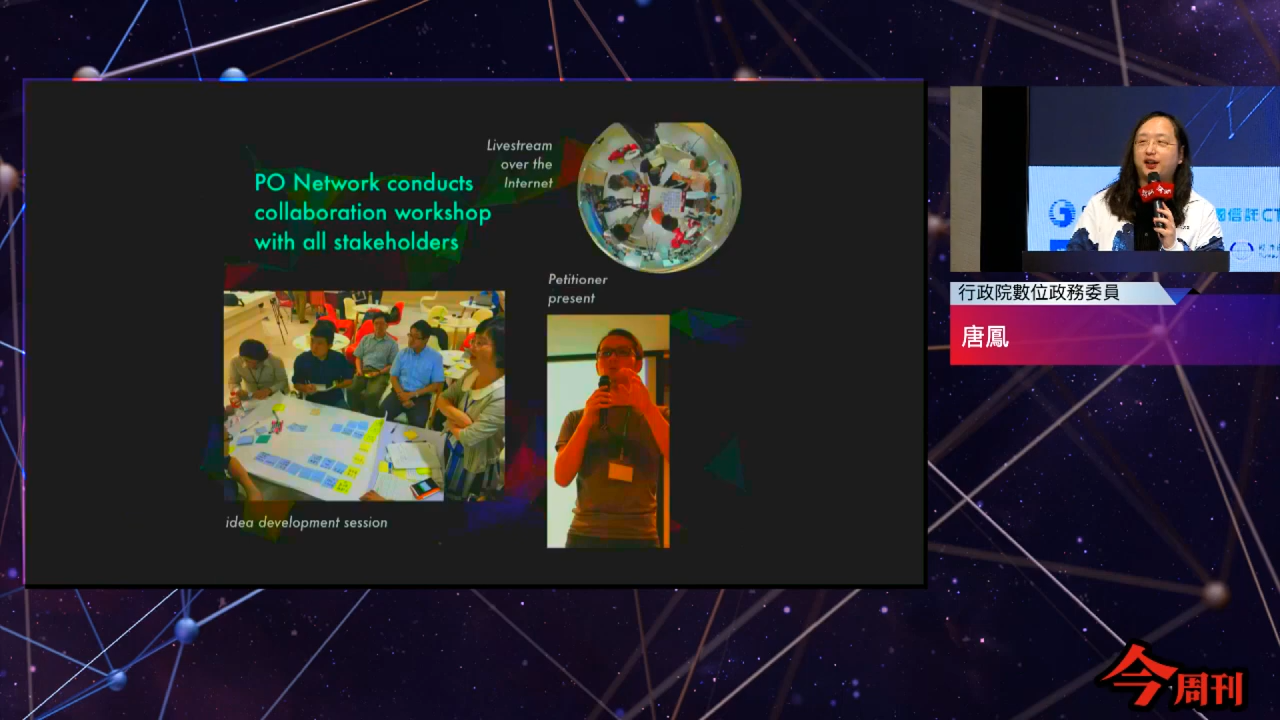 Livestream
over the
Internet
PO Network conducts
collaboration workshop
with all stakeholders
Petitioner
present
idea development session
行政院數位政務委員
唐鳳
今周刊